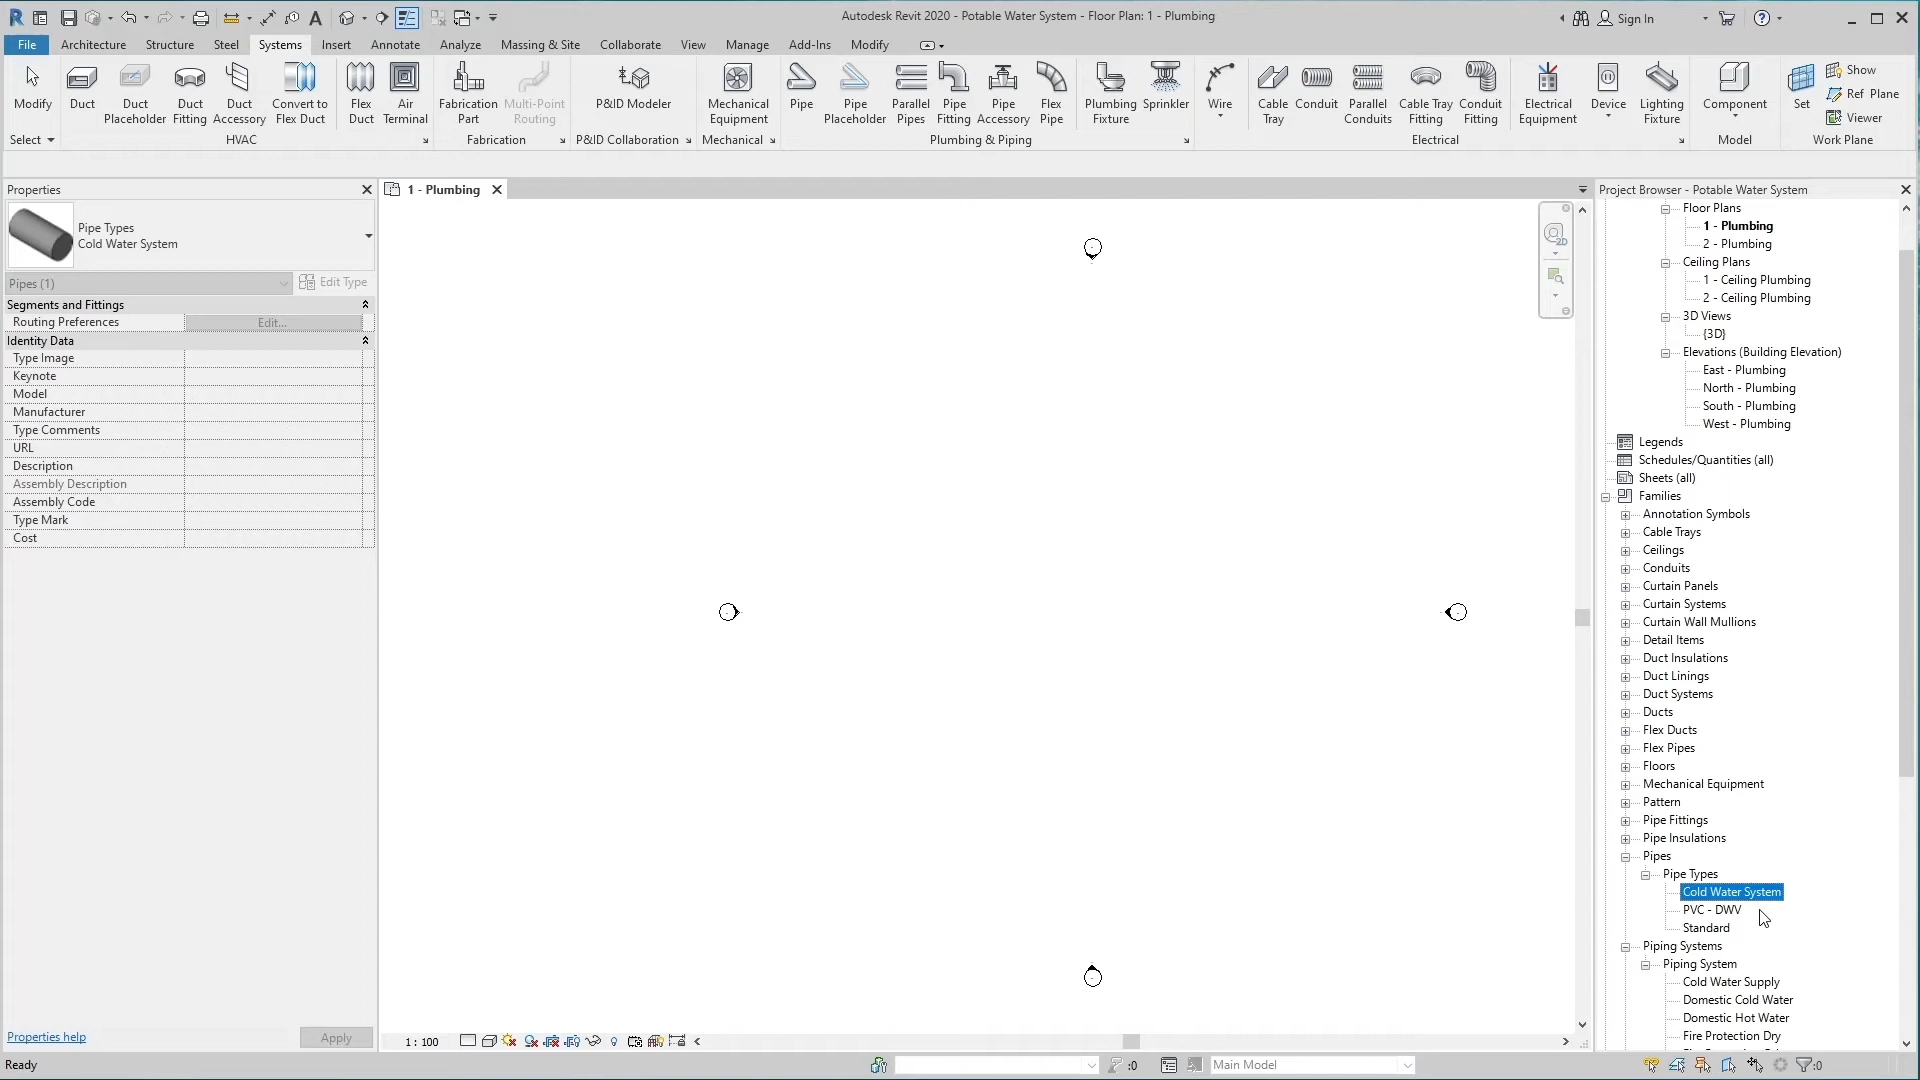 Autodesk Revit 2020 - Potable Water System - Floor Plan: 1 - Plumbing
Sign In
File
Architecture
Structure
Steel
Systems
Insert
Annotate
Analyze
Massing & Site
Collaborate
View
Manage
Add-Ins
Modify
Modify
Duct
Duct
Placeholder
Duct
Fitting
Duct
Accessory
Convert to
Flex Duct
Flex
Duct
Air
Terminal
Fabrication
Part
Multi-Point
Routing
P&ID Modeler
Mechanical
Equipment
Pipe
Pipe
Placeholder
Parallel
Pipes
Pipe
Fitting
Pipe
Accessory
Flex
Pipe
Plumbing
Fixture
Sprinkler
Wire
Cable
Tray
Conduit
Parallel
Conduits
Cable Tray
Fitting
Conduit
Fitting
Electrical
Equipment
Device
Lighting
Fixture
Component
Set
Show
Ref Plane
Viewer
Select
HVAC
Fabrication
P&ID Collaboration
Mechanical
Plumbing & Piping
Electrical
Model
Work Plane
Properties
Pipe Types
Cold Water System
Pipes (1)
Edit Type
Segments and Fittings
Routing Preferences
Edit...
Identity Data
Type Image
Keynote
Model
Manufacturer
Type Comments
URL
Description
Assembly Description
Assembly Code
Type Mark
Cost
Properties help
Apply
1 - Plumbing
2D
1 : 100
Project Browser - Potable Water System
Floor Plans
1 - Plumbing
2 - Plumbing
Ceiling Plans
1 - Ceiling Plumbing
2 - Ceiling Plumbing
3D Views
{3D}
Elevations (Building Elevation)
East - Plumbing
North - Plumbing
South - Plumbing
West - Plumbing
Legends
Schedules/Quantities (all)
Sheets (all)
Families
Annotation Symbols
Cable Trays
Ceilings
Conduits
Curtain Panels
Curtain Systems
Curtain Wall Mullions
Detail Items
Duct Insulations
Duct Linings
Duct Systems
Ducts
Flex Ducts
Flex Pipes
Floors
Mechanical Equipment
Pattern
Pipe Fittings
Pipe Insulations
Pipes
Pipe Types
Cold Water System
PVC - DWV
Standard
Piping Systems
Piping System
Cold Water Supply
Domestic Cold Water
Domestic Hot Water
Fire Protection Dry
Ready
:0
Main Model
:0